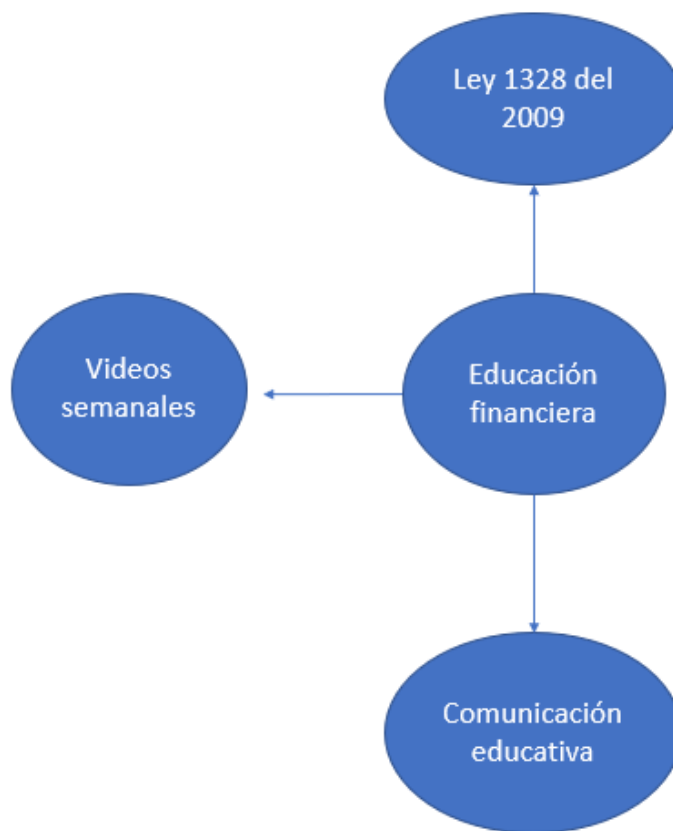 Ley 1328 del
2009
Videos
semanales
Educación
financiera
Comunicación
educativa